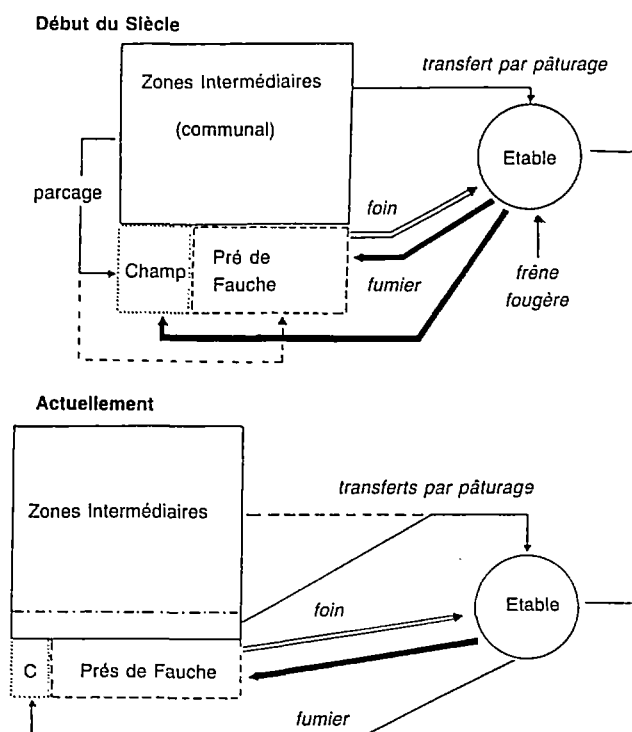 Début du Siècle
Zones Intermédiaires
(communal)
transfert par pâturage
Etable
parcage
foin
Champ
Pré de
Fauche
fumier
frêne
fougère
Actuellement
Zones Intermédiaires
transferts par pâturage
foin
Etable
C
Prés de Fauche
fumier